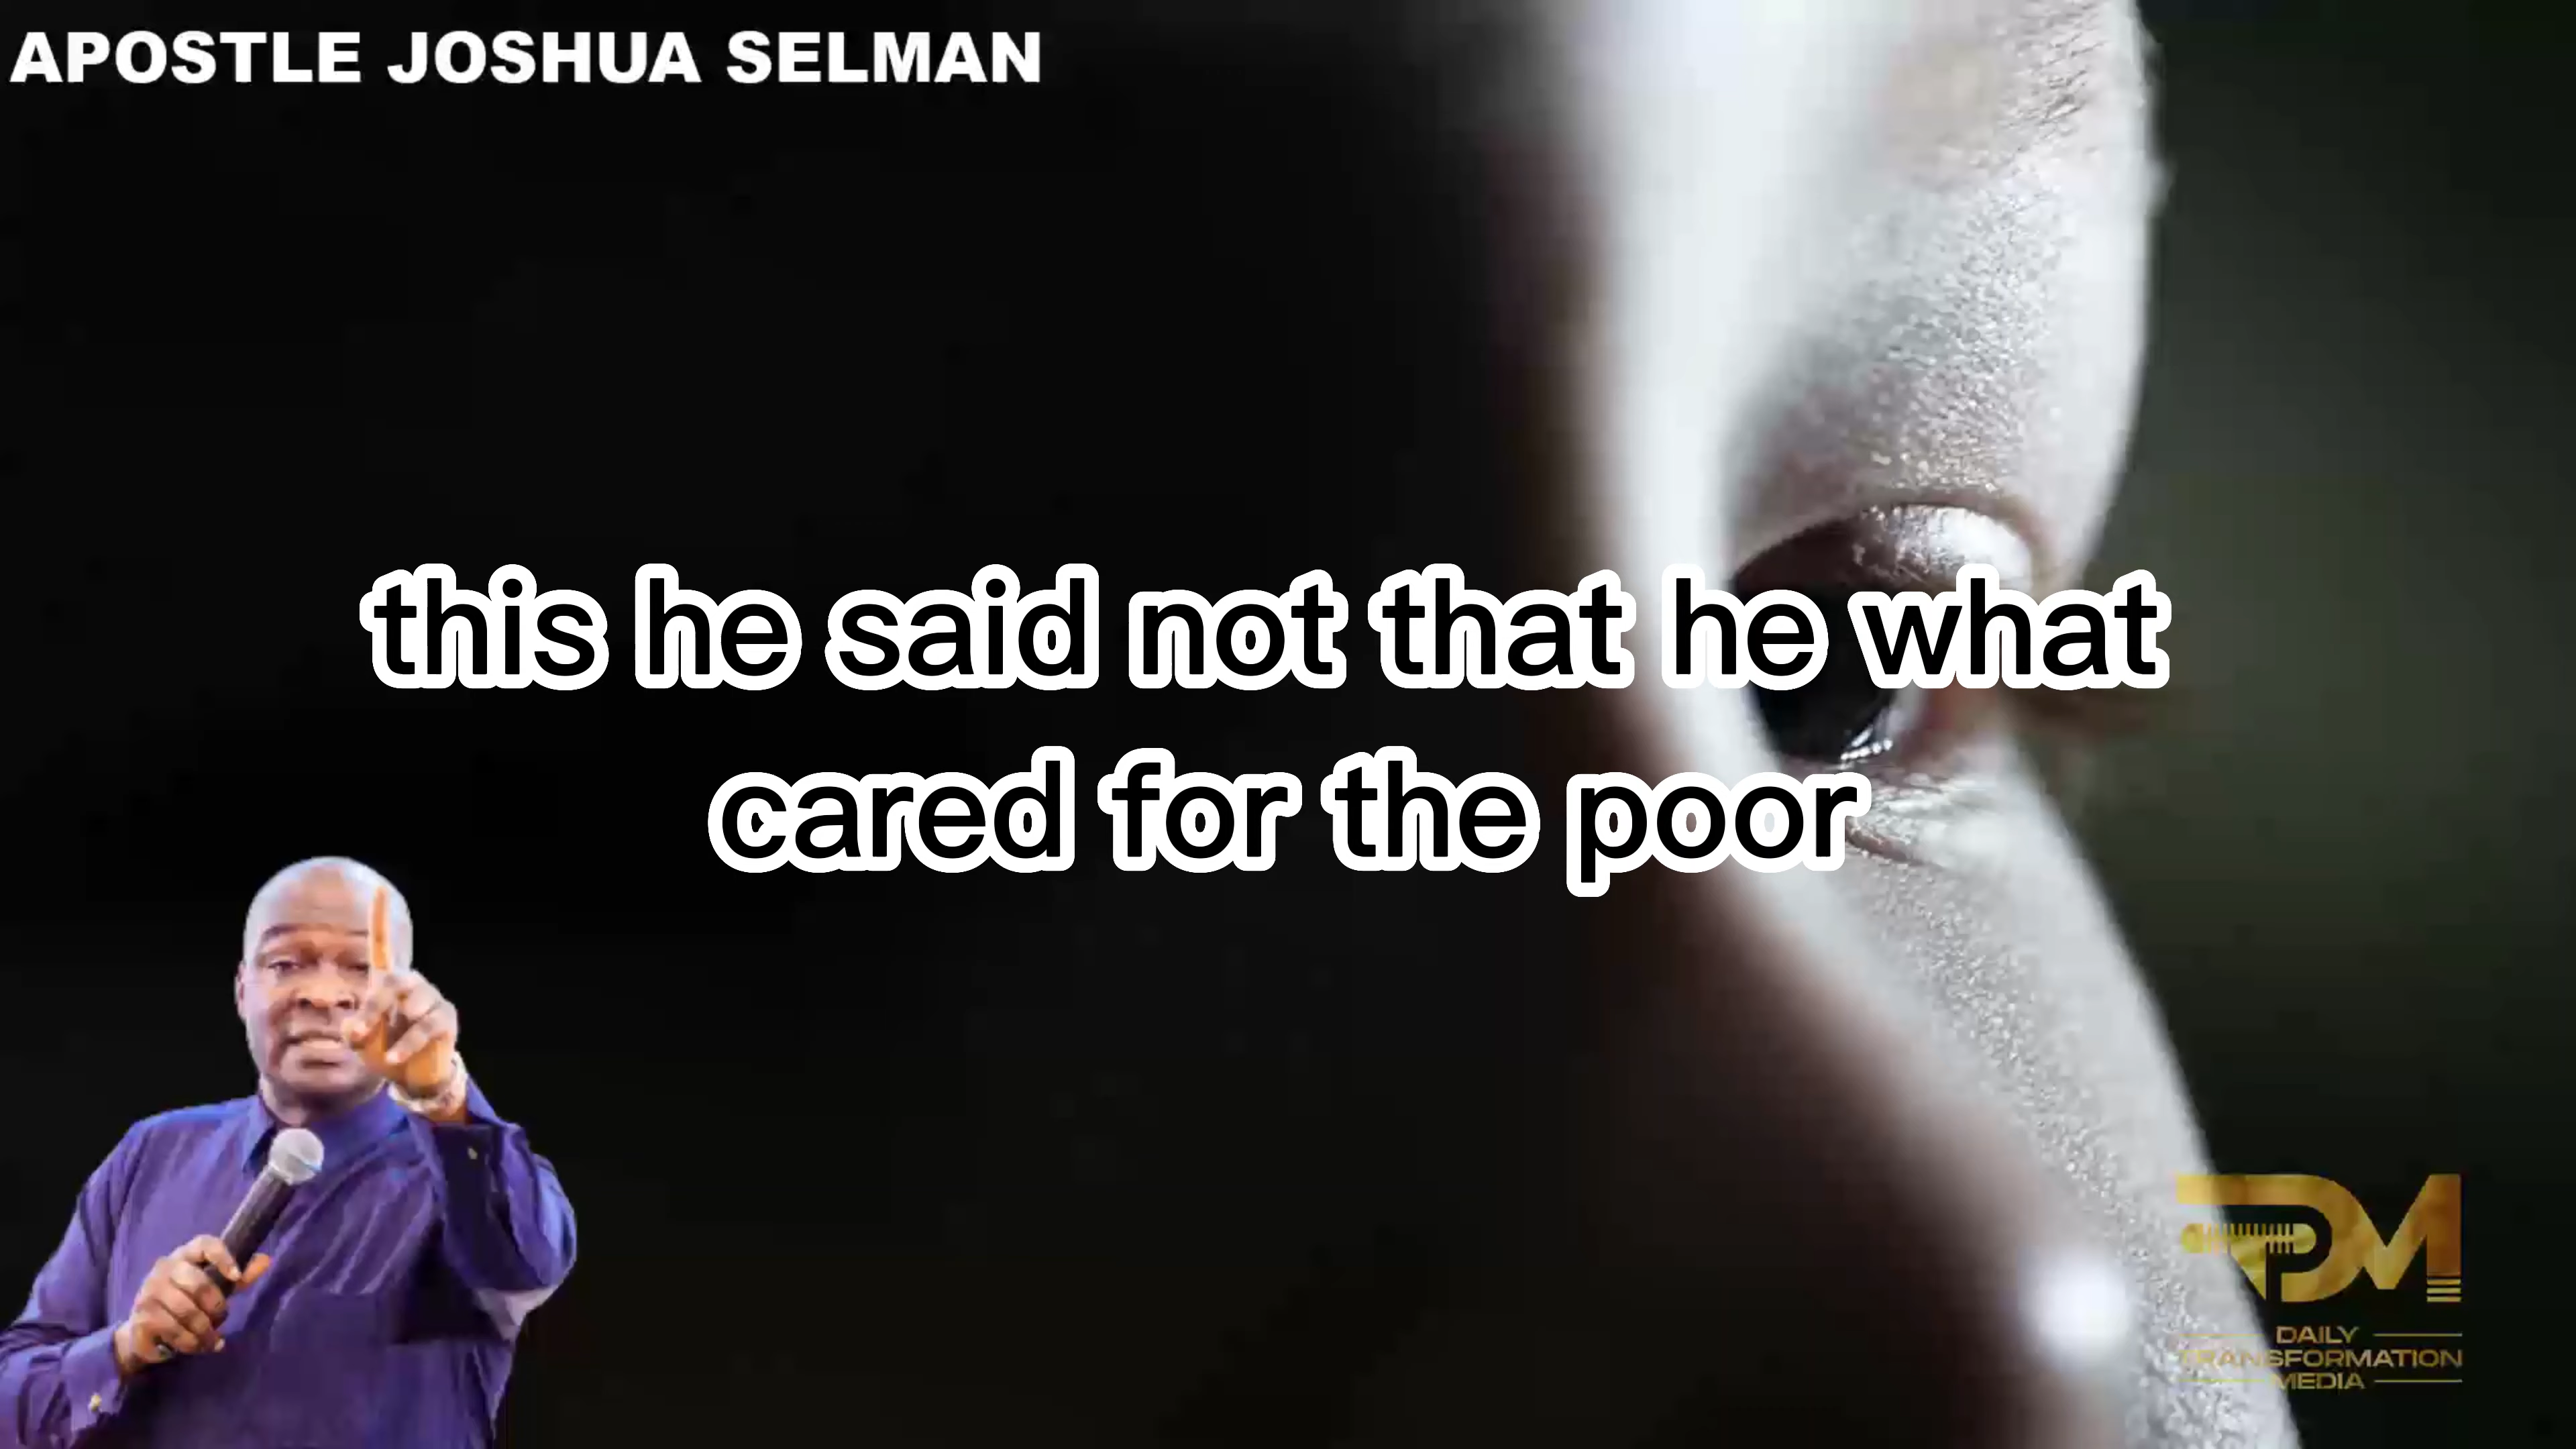 APOSTLE JOSHUA SELMAN
this he said not that he what
cared for the poor
DAILY
TRANSFORMATION
MEDIA